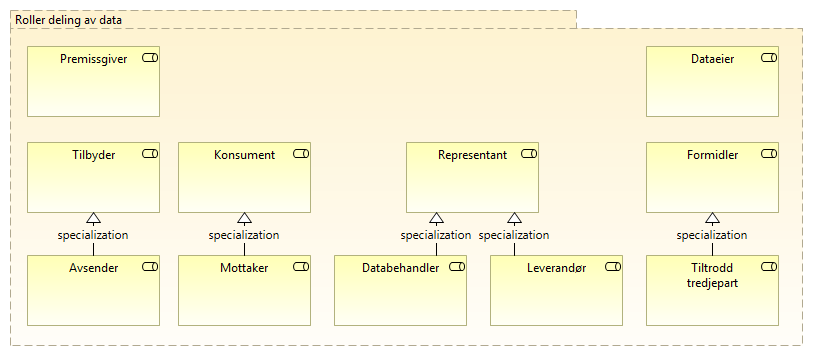 Roller deling av data
Premissgiver
Dataeier
Tilbyder
Konsument
Representant
Formidler
specialization
specialization
specialization
specialization
specialization
Avsender
Mottaker
Databehandler
Leverandør
Tiltrodd
tredjepart